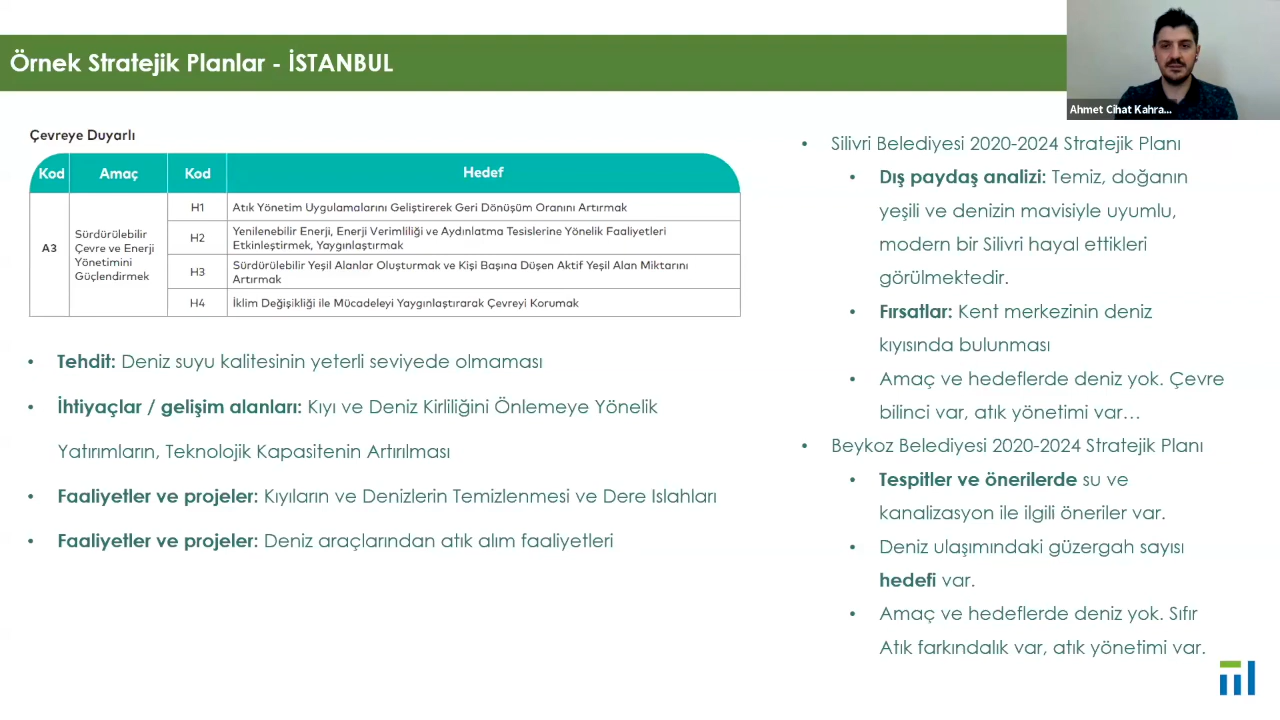 Örnek Stratejik Planlar - İSTANBUL
Ahmet Cihat Kahra...
Çevreye Duyarlı
Kod Amaç Kod Hedef
A3
Sürdürülebilir
Çevre ve Enerji
Yönetimini
Güçlendirmek
H1 Atık Yönetim Uygulamalarını Geliştirerek Geri Dönüşüm Oranını Artırmak
H2 Yenilenebilir Enerji, Enerji Verimliliği ve Aydınlatma Tesislerine Yönelik Faaliyetleri
Etkinleştirmek, Yaygınlaştırmak
H3 Sürdürülebilir Yeşil Alanlar Oluşturmak ve Kişi Başına Düşen Aktif Yeşil Alan Miktarını
Artırmak
H4 İklim Değişikliği ile Mücadeleyi Yaygınlaştırarak Çevreyi Korumak
• Tehdit: Deniz suyu kalitesinin yeterli seviyede olmaması
• İhtiyaçlar / gelişim alanları: Kıyı ve Deniz Kirliliğini Önlemeye Yönelik
Yatırımların, Teknolojik Kapasitenin Artırılması
• Faaliyetler ve projeler: Kıyıların ve Denizlerin Temizlenmesi ve Dere Islahları
• Faaliyetler ve projeler: Deniz araçlarından atık alım faaliyetleri
• Silivri Belediyesi 2020-2024 Stratejik Planı
• Dış paydaş analizi: Temiz, doğanın
yeşili ve denizin mavisiyle uyumlu,
modern bir Silivri hayal ettikleri
görülmektedir.
• Fırsatlar: Kent merkezinin deniz
kıyısında bulunması
• Amaç ve hedeflerde deniz yok. Çevre
bilinci var, atık yönetimi var…
• Beykoz Belediyesi 2020-2024 Stratejik Planı
• Tespitler ve önerilerde su ve
kanalizasyon ile ilgili öneriler var.
• Deniz ulaşımındaki güzergah sayısı
hedefi var.
• Amaç ve hedeflerde deniz yok. Sıfır
Atık farkındalık var, atık yönetimi var.